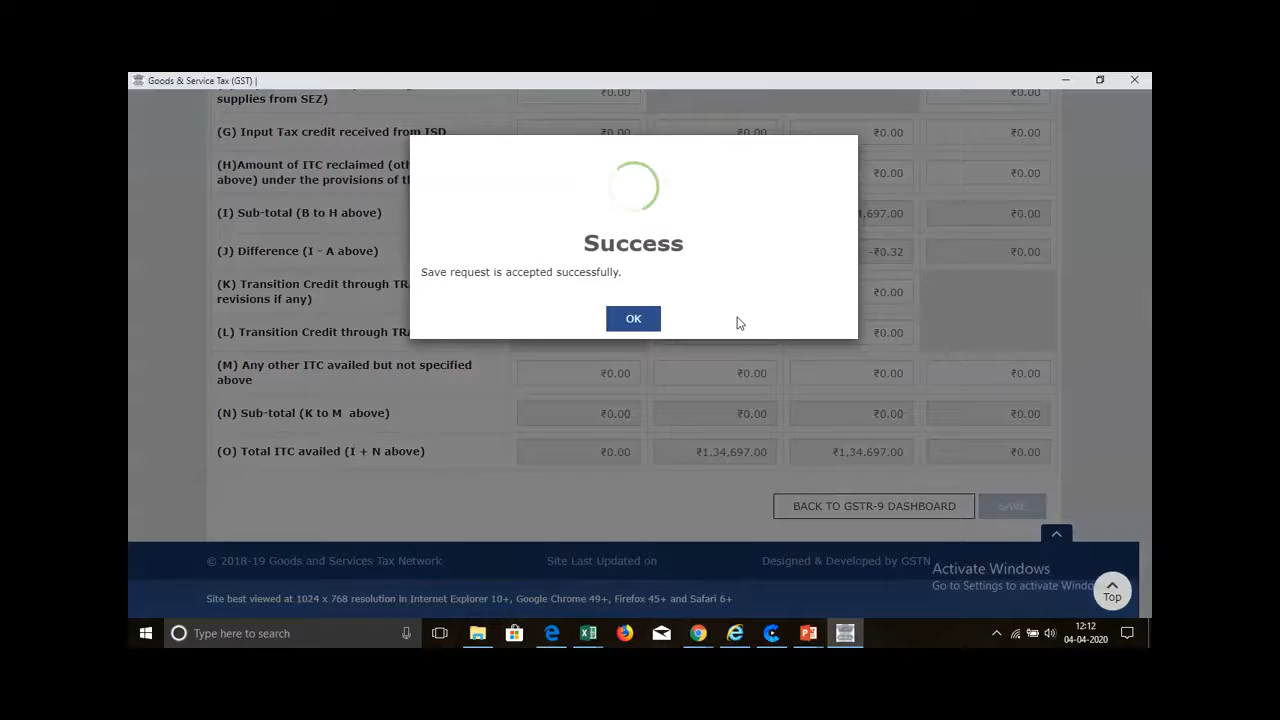 Goods & Service Tax (GST) |
supplies from SEZ) ₹0.00 ₹0.00
(G) Input Tax credit received from ISD ₹0.00 ₹0.00 ₹0.00 ₹0.00
(H)Amount of ITC reclaimed ₹0.00 ₹0.00
above) under the provisions of
(I) Sub-total (B to H above) ,697.00 ₹0.00
(J) Difference (I - A above) -₹0.32 ₹0.00
(K) Transition Credit through ₹0.00
revisions if any)
(L) Transition Credit through ₹0.00
(M) Any other ITC availed but not specified ₹0.00 ₹0.00 ₹0.00 ₹0.00
above
(N) Sub-total (K to M above) ₹0.00 ₹0.00 ₹0.00 ₹0.00
(O) Total ITC availed (I + N above) ₹0.00 ₹1,34,697.00 ₹1,34,697.00 ₹0.00
Success
Save request is accepted successfully.
OK
BACK TO GSTR-9 DASHBOARD SAVE
© 2018-19 Goods and Services Tax Network Site Last Updated on Designed & Developed by GSTN
Activate Windows
Go to Settings to activate
Top
Site best viewed at 1024 x 768 resolution in Internet Explorer 10+, Google Chrome 49+, Firefox 45+ and Safari 6+
Type here to search
12:12
04-04-2020